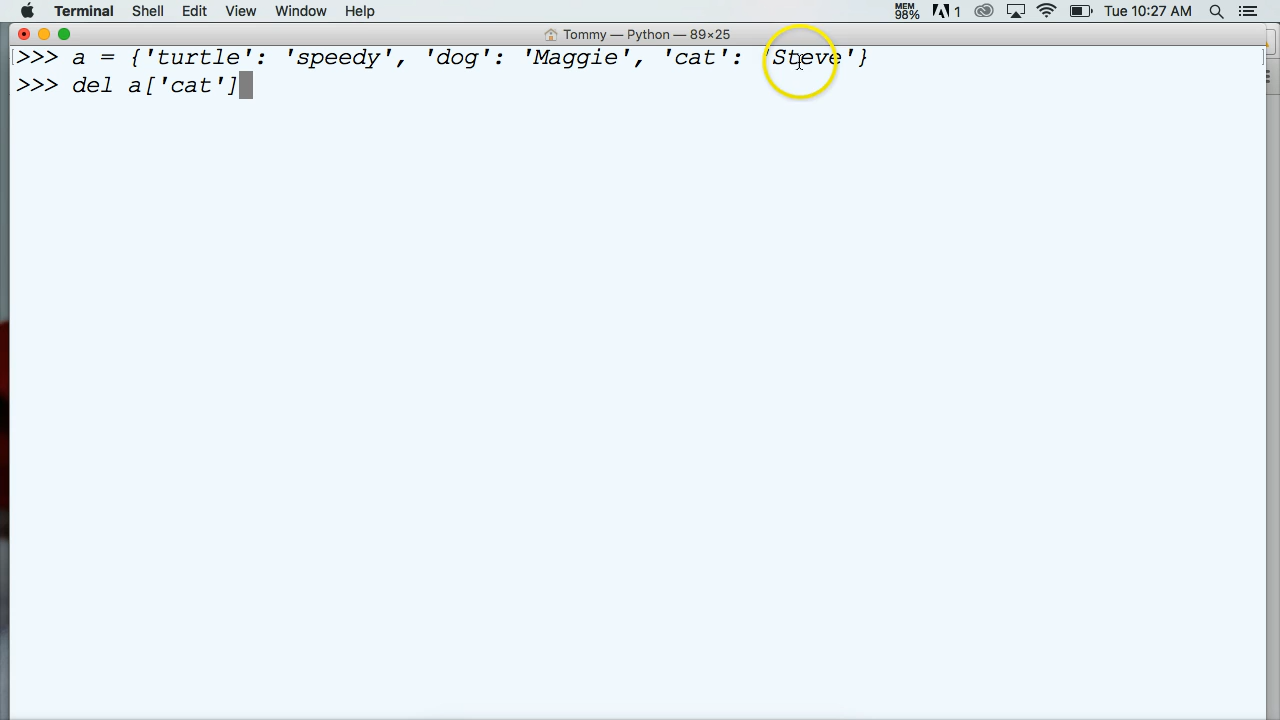 Terminal Shell Edit View Window Help MEM 98% 1 Tue 10:27 AM
Tommy — Python — 89×25
>>> a = {'turtle': 'speedy', 'dog': 'Maggie', 'cat': 'Steve'}
>>> del a['cat']